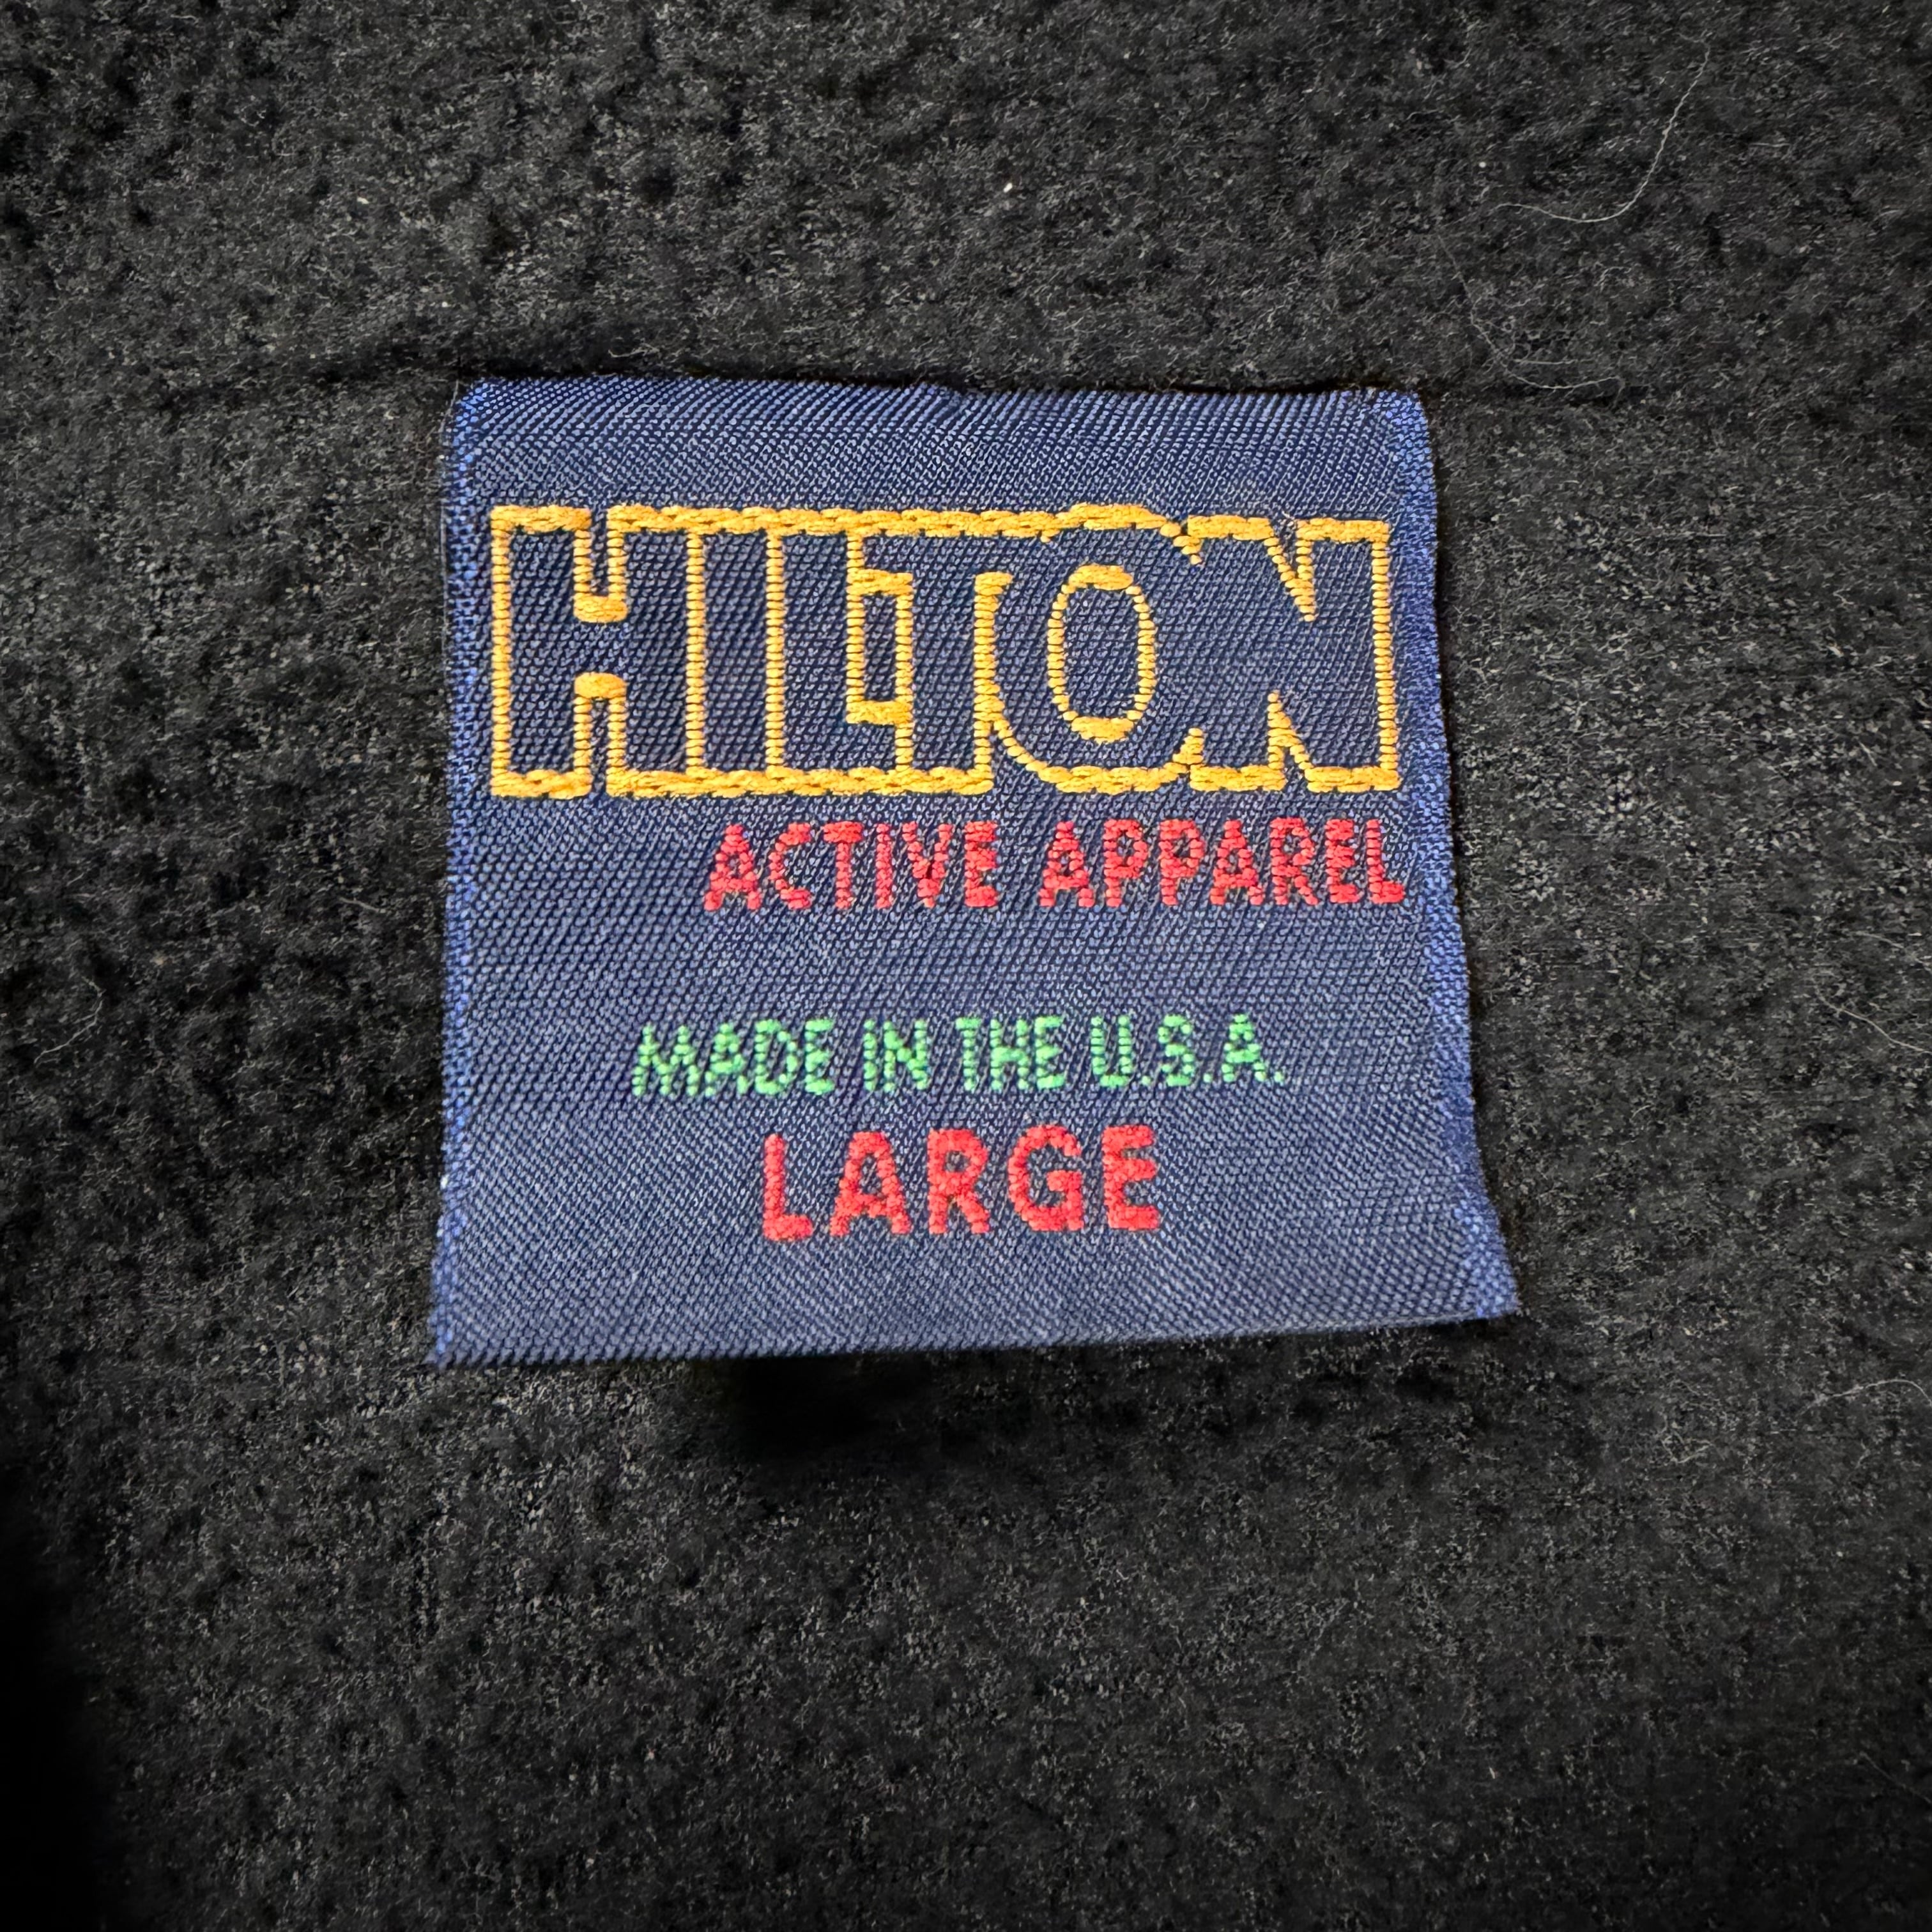 HILTON
ACTIVE APPAREL
MADE IN THE U.S.A.
LARGE